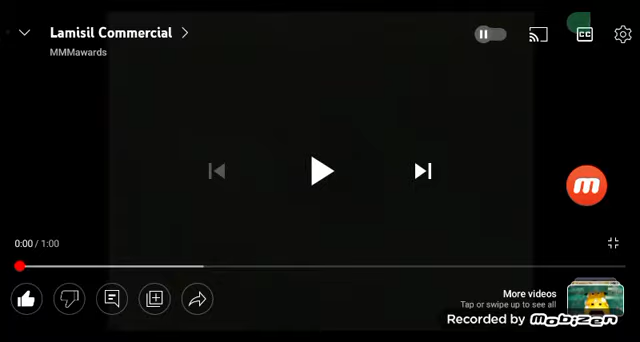 Lamisil Commercial
MMMawards
CC
m
0:00 / 1:00
More videos
Tap or swipe up to see all
Recorded by mobizen